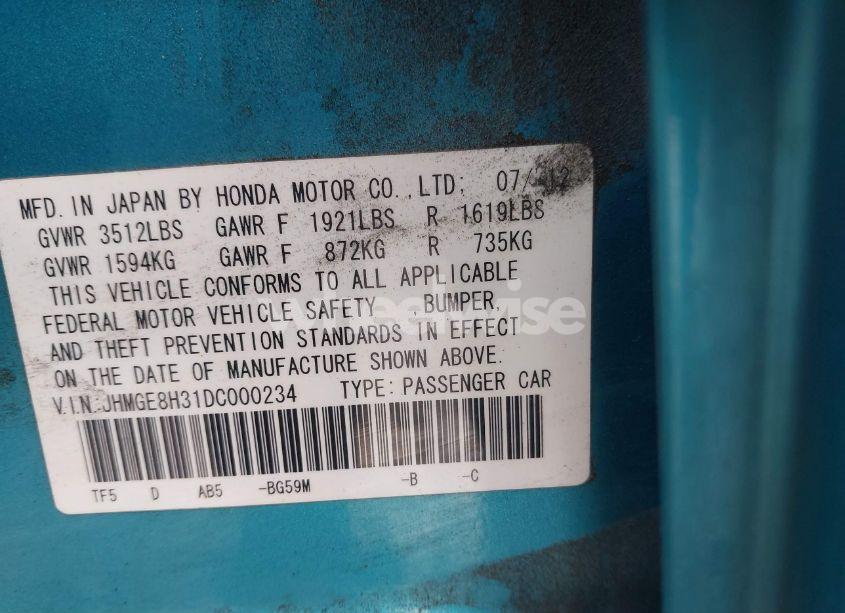 MFD. IN JAPAN BY HONDA MOTOR CO., LTD. 07/12
GVWR 3512LBS GAWR F 1921LBS R 1619LBS
GVWR 1594KG GAWR F 872KG R 735KG
THIS VEHICLE CONFORMS TO ALL APPLICABLE
FEDERAL MOTOR VEHICLE SAFETY , BUMPER,
AND THEFT PREVENTION STANDARDS IN EFFECT
ON THE DATE OF MANUFACTURE SHOWN ABOVE.
V.I.N. JHMGE8H31DC000234 TYPE: PASSENGER CAR
TF5 D AB5 -BG59M -B -C